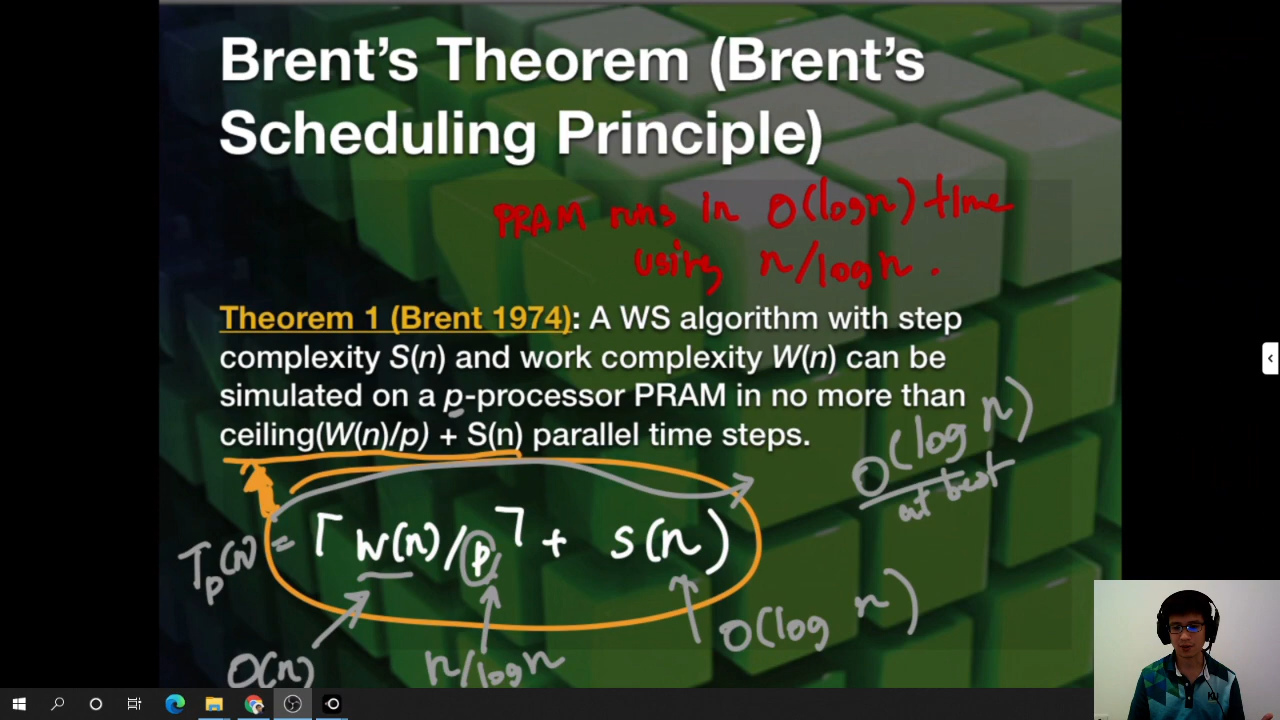 Brent's Theorem (Brent's
Scheduling Principle)
PRAM runs in O(log n) time
using n/log n.
Theorem 1 (Brent 1974): A WS algorithm with step
complexity S(n) and work complexity W(n) can be
simulated on a p-processor PRAM in no more than
ceiling(W(n)/p) + S(n) parallel time steps.
O(log n)
at best
Tp(n) = ⌈W(n)/p⌉ + S(n)
O(n)
n/log n
O(log n)